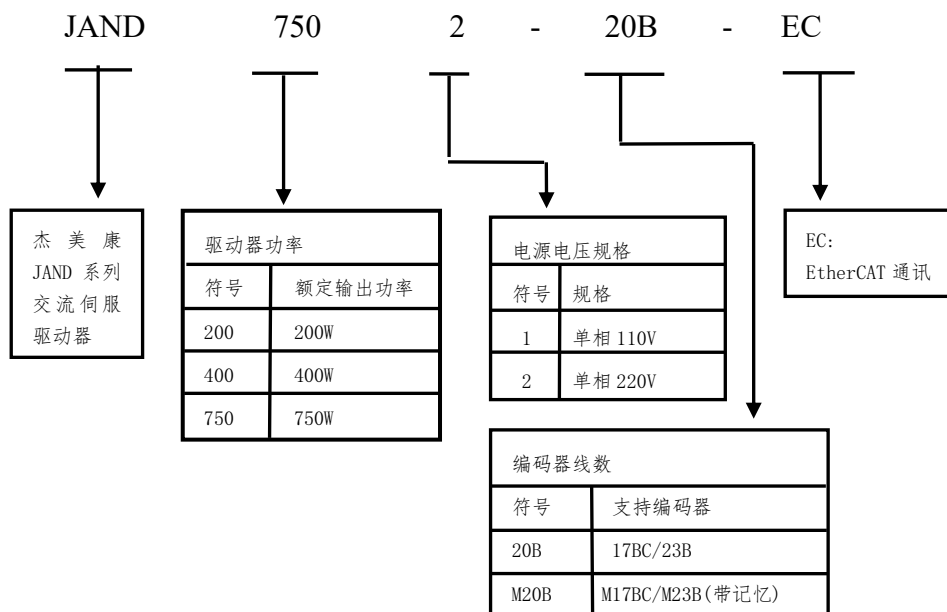 JAND 750 2 - 20B - EC
杰美康
JAND 系列
交流伺服
驱动器
驱动器功率
符号 额定输出功率
200 200W
400 400W
750 750W
电源电压规格
符号 规格
1 单相 110V
2 单相 220V
EC:
EtherCAT 通讯
编码器线数
符号 支持编码器
20B 17BC/23B
M20B M17BC/M23B(带记忆)